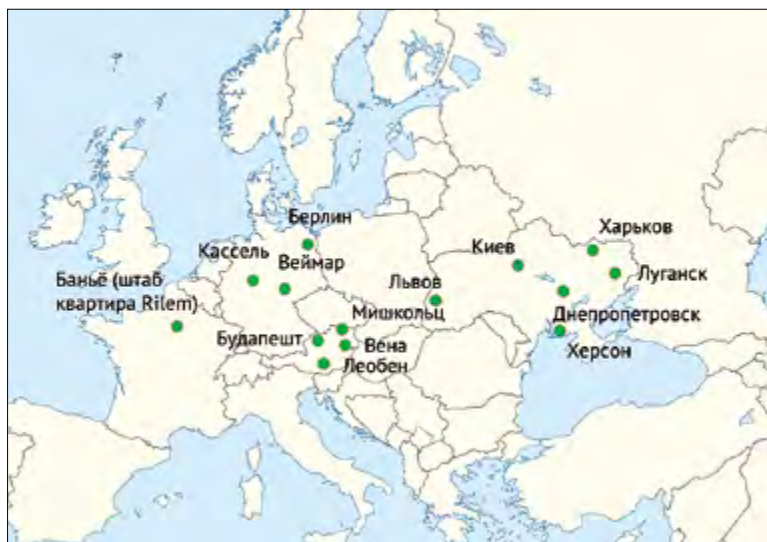 Берлин
Харьков
Киев
Кассель
Веймар
Луганск
Баньё (штаб
квартира Rilem)
Львов
Мишкольц
Днепропетровск
Будапешт
Вена
Херсон
Леобен